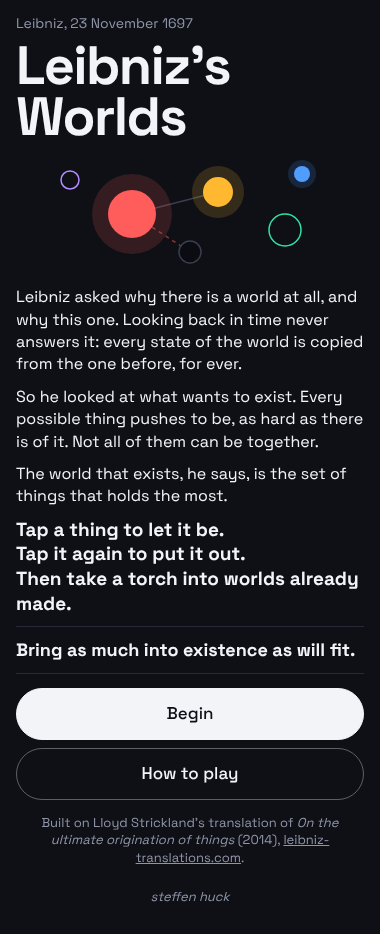 Leibniz, 23 November 1697
Leibniz’s
Worlds
Leibniz asked why there is a world at all, and
why this one. Looking back in time never
answers it: every state of the world is copied
from the one before, for ever.
So he looked at what wants to exist. Every
possible thing pushes to be, as hard as there
is of it. Not all of them can be together.
The world that exists, he says, is the set of
things that holds the most.
Tap a thing to let it be.
Tap it again to put it out.
Then take a torch into worlds already
made.
Bring as much into existence as will fit.
Begin
How to play
Built on Lloyd Strickland’s translation of On the
ultimate origination of things (2014), leibniz-
translations.com.
steffen huck